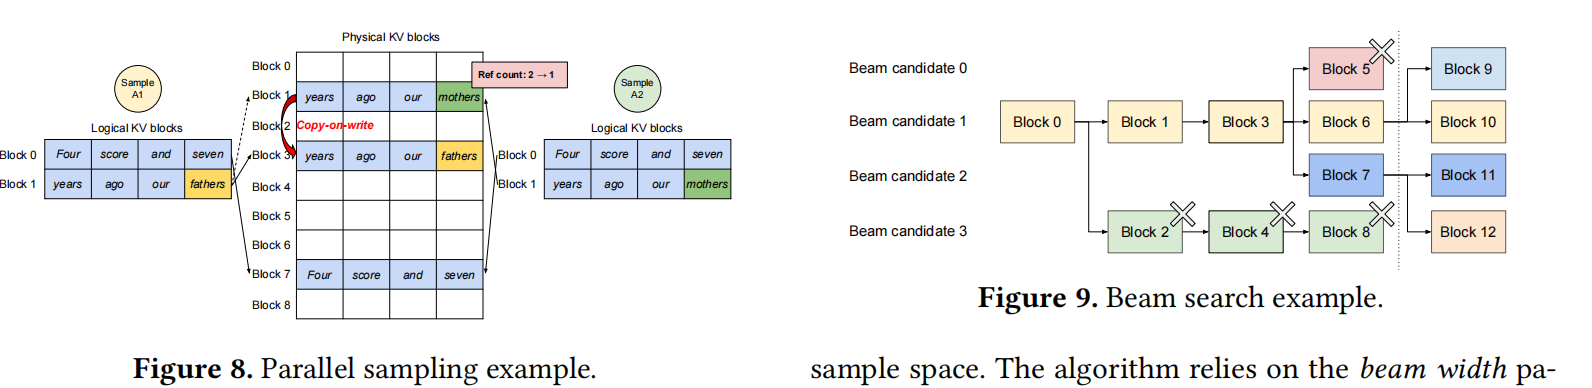 Physical KV blocks
Block 0
Sample
A1
Block 1
years ago our mothers
Ref count: 2 → 1
Sample
A2
Logical KV blocks
Block 2
Copy-on-write
Logical KV blocks
Block 0
Four score and seven
Block 3
years ago our fathers
Block 0
Four score and seven
Block 1
years ago our fathers
Block 4
Block 1
years ago our mothers
Block 5
Block 6
Block 7
Four score and seven
Block 8
Figure 8. Parallel sampling example.
Beam candidate 0
Block 5
Block 9
Beam candidate 1
Block 0
Block 1
Block 3
Block 6
Block 10
Beam candidate 2
Block 7
Block 11
Beam candidate 3
Block 2
Block 4
Block 8
Block 12
Figure 9. Beam search example.
sample space. The algorithm relies on the beam width pa-